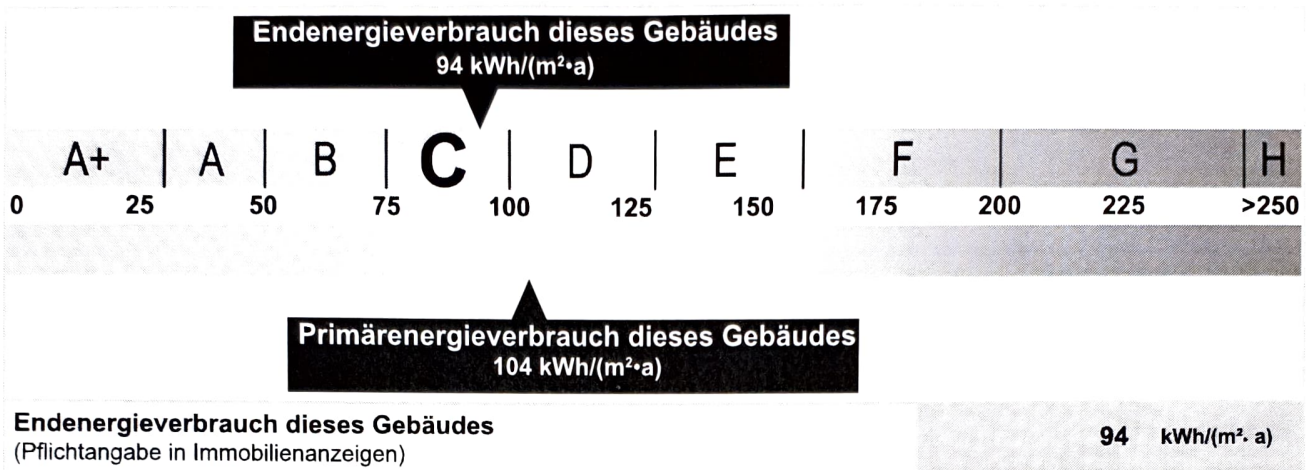 Endenergieverbrauch dieses Gebäudes
94 kWh/(m²•a)
A+ A B C D E F G H
0 25 50 75 100 125 150 175 200 225 >250
Primärenergieverbrauch dieses Gebäudes
104 kWh/(m²•a)
Endenergieverbrauch dieses Gebäudes
94 kWh/(m²· a)
(Pflichtangabe in Immobilienanzeigen)